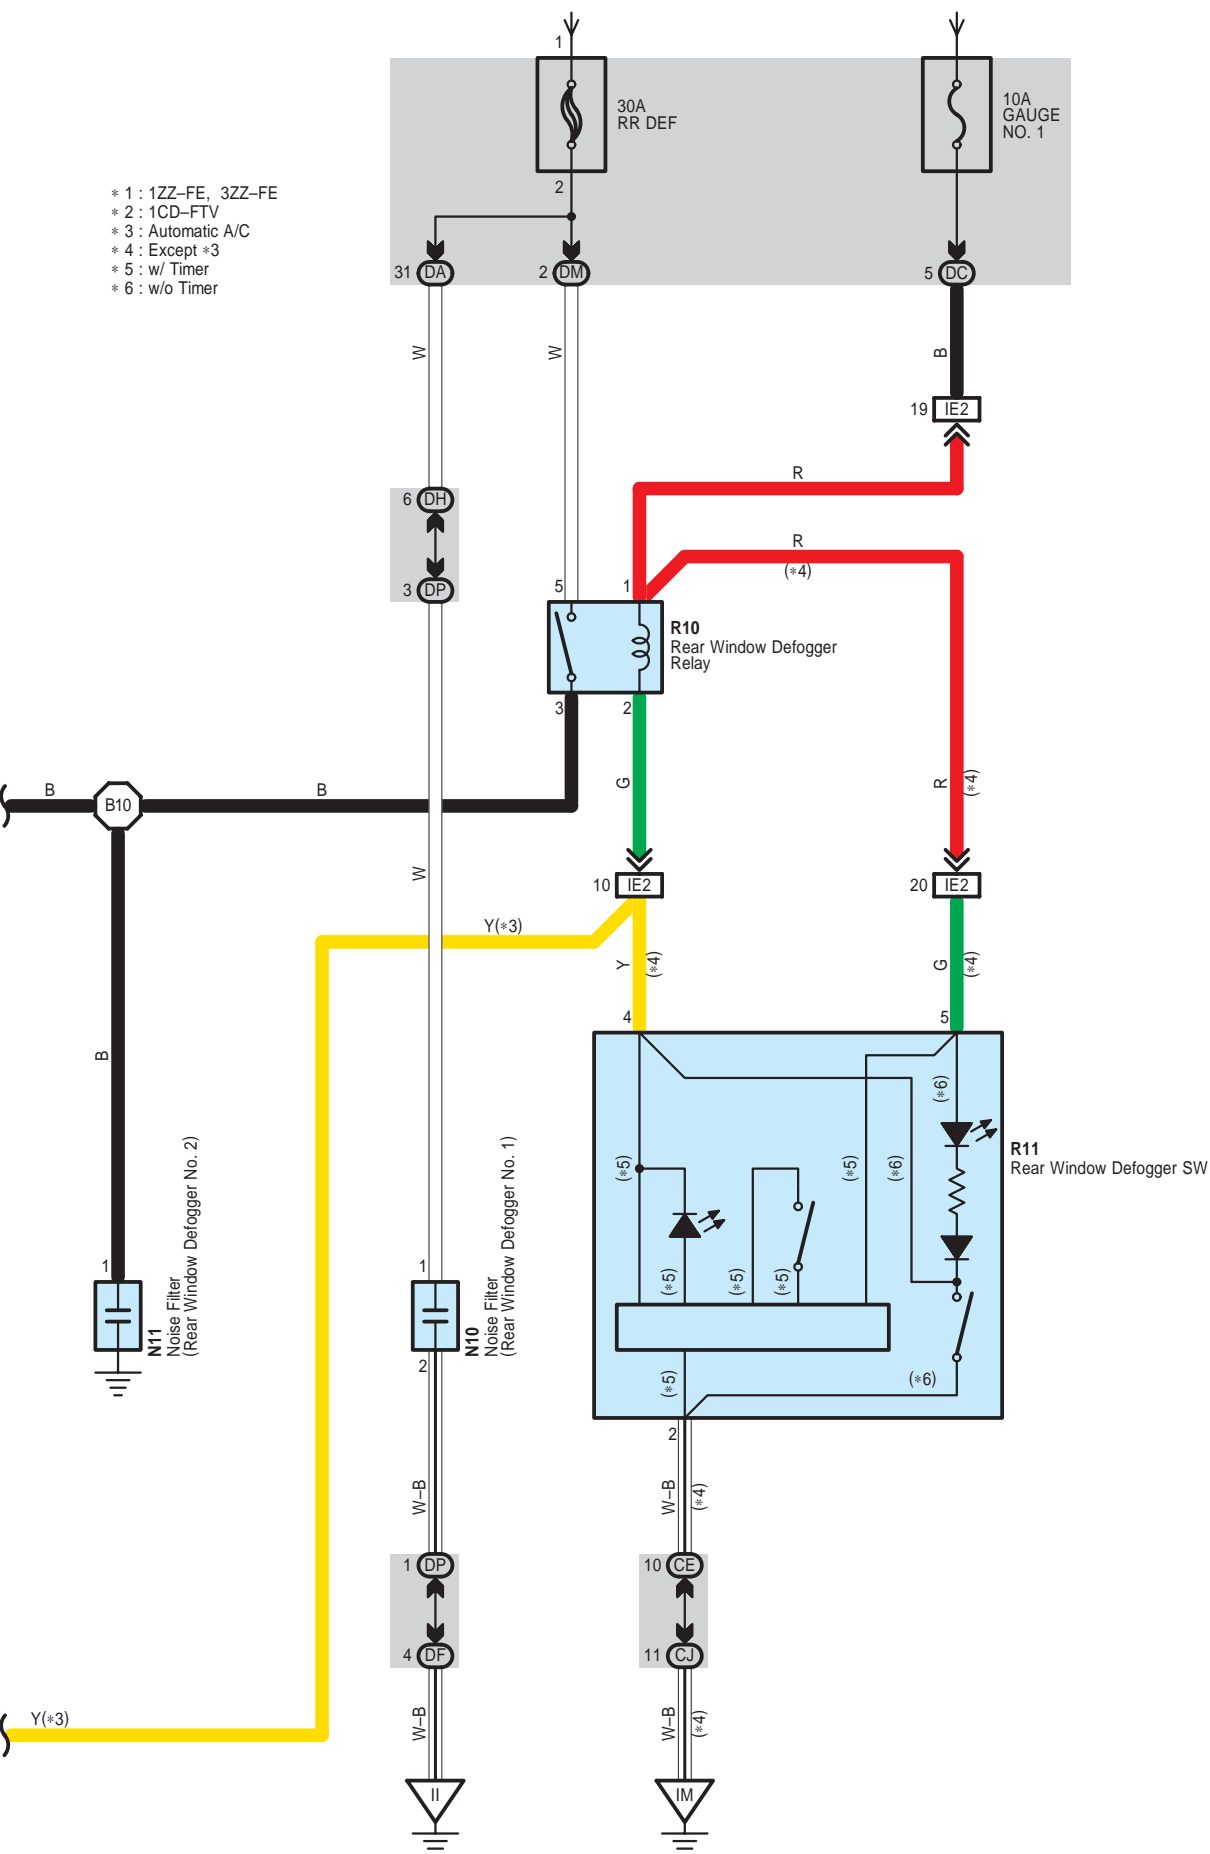 1
30A
RR DEF
2
10A
GAUGE
NO. 1
∗ 1 : 1ZZ–FE, 3ZZ–FE
∗ 2 : 1CD–FTV
∗ 3 : Automatic A/C
∗ 4 : Except ∗3
∗ 5 : w/ Timer
∗ 6 : w/o Timer
31 DA
2 DM
5 DC
W
W
B
19 IE2
R
6 DH
R
(∗4)
3 DP
5
1
R10
Rear Window Defogger
Relay
3
2
B
B10
B
G
R
(∗4)
W
10 IE2
20 IE2
Y(∗3)
Y
(∗4)
G
(∗4)
4
5
B
(∗6)
(∗5)
(∗5)
(∗6)
R11
Rear Window Defogger SW
1
N11
Noise Filter
(Rear Window Defogger No. 2)
1
N10
Noise Filter
(Rear Window Defogger No. 1)
(∗5)
(∗5)
(∗5)
2
(∗5)
(∗6)
2
W–B
W–B
(∗4)
1 DP
10 CE
4 DF
11 CJ
Y(∗3)
W–B
W–B
(∗4)
II
IM